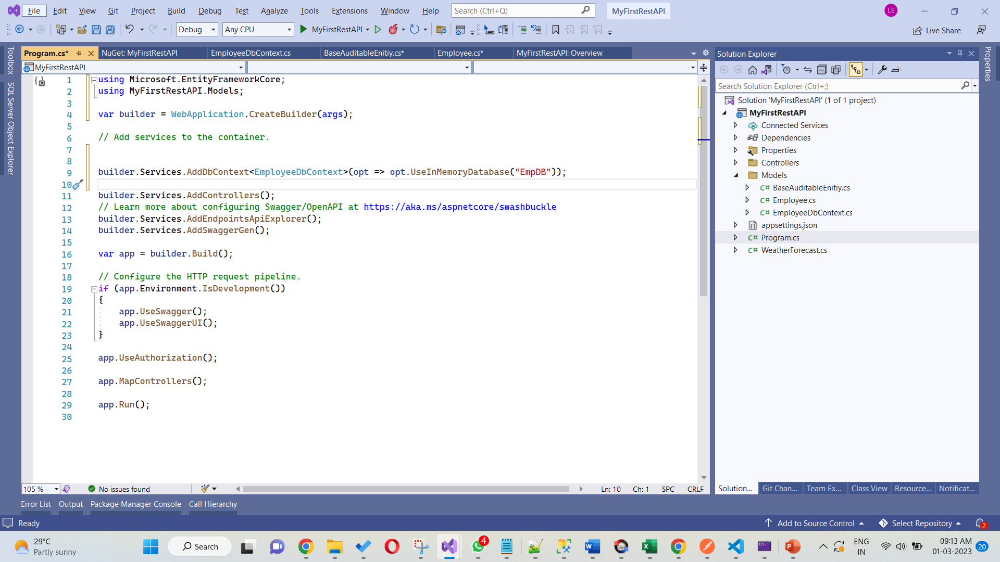 File Edit View Git Project Build Debug Test Analyze Tools Extensions Window Help Search (Ctrl+Q) MyFirstRestAPI LE
Debug Any CPU MyFirstRestAPI Live Share
Toolbox
SQL Server Object Explorer
Program.cs* NuGet: MyFirstRestAPI EmployeeDbContext.cs BaseAuditableEnitiy.cs* Employee.cs* MyFirstRestAPI: Overview
MyFirstRestAPI
1 using Microsoft.EntityFrameworkCore;
2 using MyFirstRestAPI.Models;
3
4 var builder = WebApplication.CreateBuilder(args);
5
6 // Add services to the container.
7
8
9 builder.Services.AddDbContext<EmployeeDbContext>(opt => opt.UseInMemoryDatabase("EmpDB"));
10
11 builder.Services.AddControllers();
12 // Learn more about configuring Swagger/OpenAPI at https://aka.ms/aspnetcore/swashbuckle
13 builder.Services.AddEndpointsApiExplorer();
14 builder.Services.AddSwaggerGen();
15
16 var app = builder.Build();
17
18 // Configure the HTTP request pipeline.
19 if (app.Environment.IsDevelopment())
20 {
21 app.UseSwagger();
22 app.UseSwaggerUI();
23 }
24
25 app.UseAuthorization();
26
27 app.MapControllers();
28
29 app.Run();
30
105 % No issues found Ln: 10 Ch: 1 SPC CRLF
Solution Explorer
Search Solution Explorer (Ctrl+;)
Solution 'MyFirstRestAPI' (1 of 1 project)
MyFirstRestAPI
Connected Services
Dependencies
Properties
Controllers
Models
C# BaseAuditableEnitiy.cs
C# Employee.cs
C# EmployeeDbContext.cs
appsettings.json
C# Program.cs
C# WeatherForecast.cs
Solution... Git Chan... Team Ex... Class View Resource... Notificat...
Properties
Error List Output Package Manager Console Call Hierarchy
Ready Add to Source Control Select Repository 2
29°C
Partly sunny
Search
4
ENG
IN
09:13 AM
01-03-2023
20